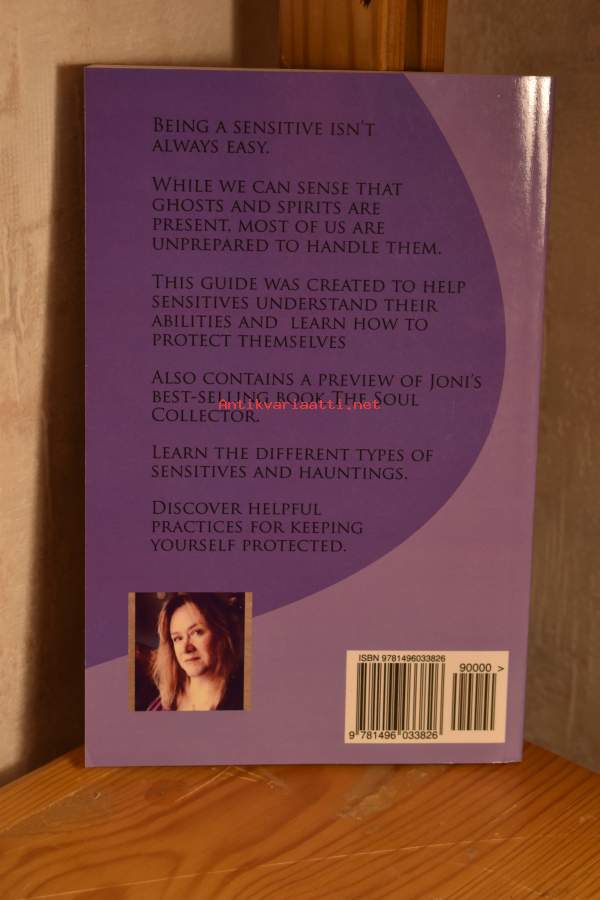 Being a sensitive isn't
always easy.
While we can sense that
ghosts and spirits are
present, most of us are
unprepared to handle them.
This guide was created to help
sensitives understand their
abilities and learn how to
protect themselves
Also contains a preview of Joni's
best-selling book The Soul
Antikvariaatti.net
Collector.
Learn the different types of
sensitives and hauntings.
Discover helpful
practices for keeping
yourself protected.
ISBN 9781496033826
90000 >
9 781496 033826